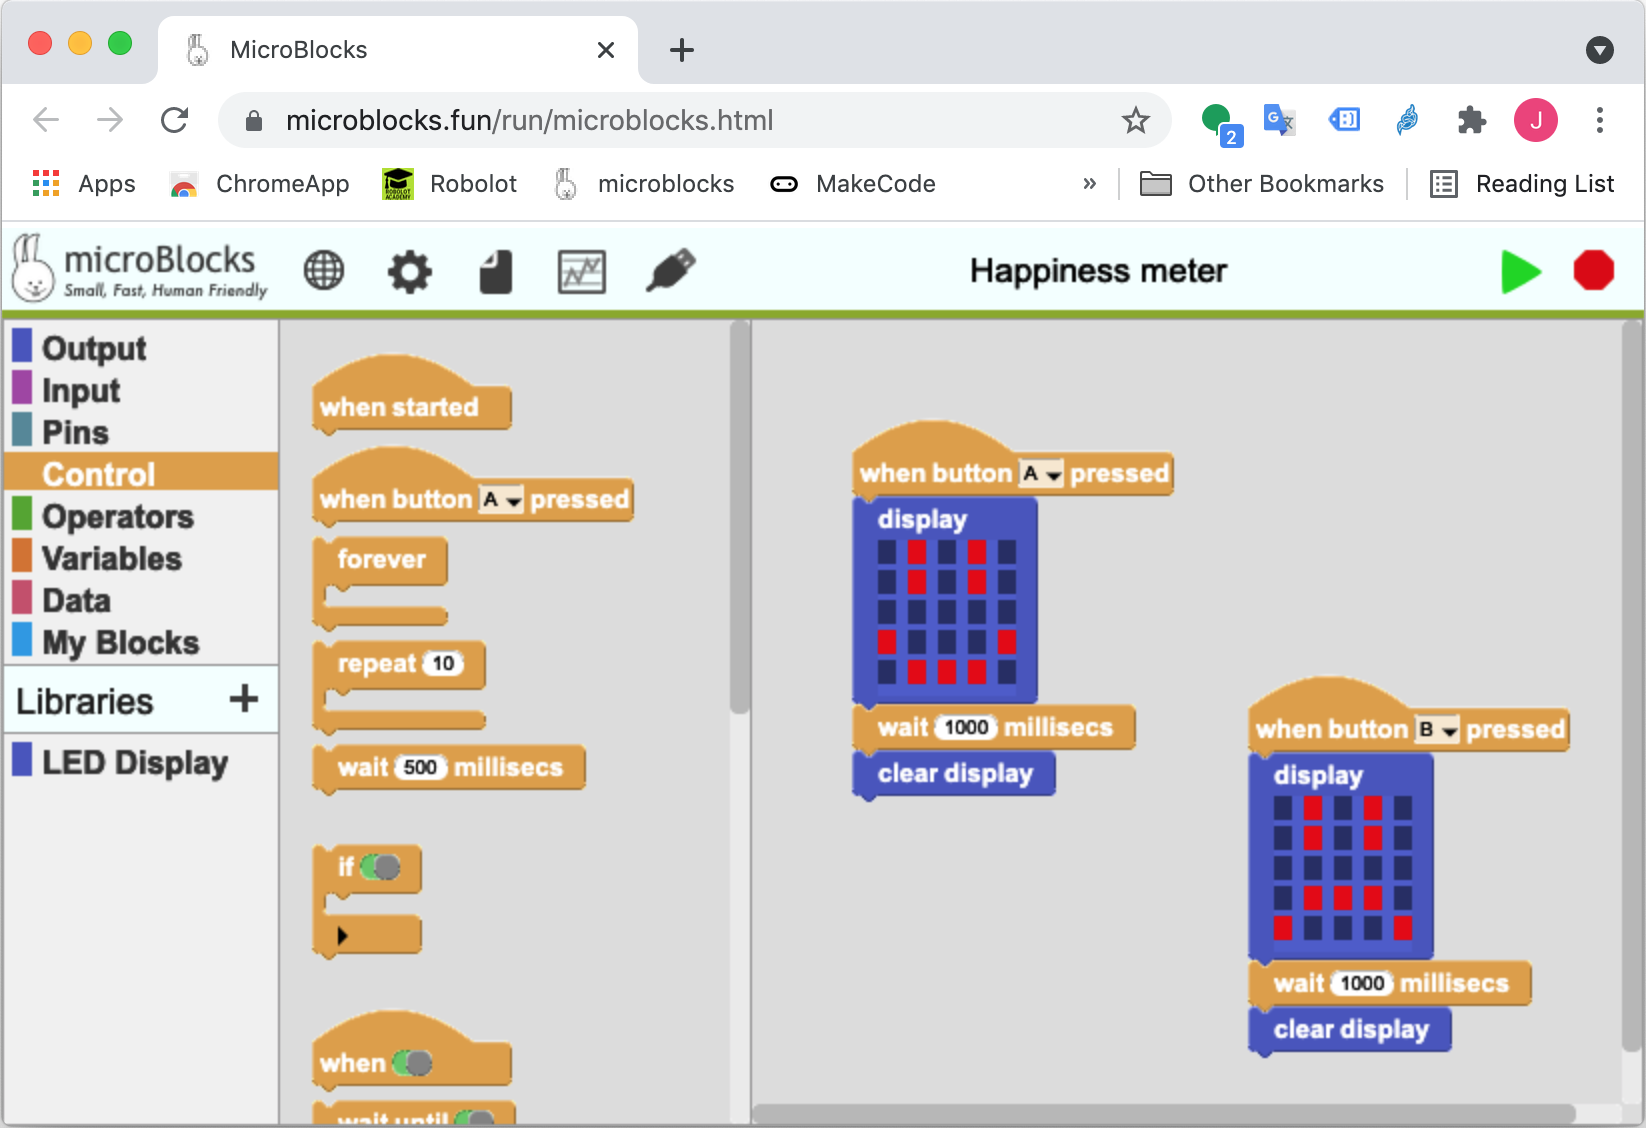 MicroBlocks
microblocks.fun/run/microblocks.html
2
J
Apps
ChromeApp
Robolot
microblocks
MakeCode
»
Other Bookmarks
Reading List
microBlocks
Small, Fast, Human Friendly
Happiness meter
Output
Input
Pins
Control
Operators
Variables
Data
My Blocks
Libraries +
LED Display
when started
when button A pressed
forever
repeat 10
wait 500 millisecs
if
when
wait until
when button A pressed
display
wait 1000 millisecs
clear display
when button B pressed
display
wait 1000 millisecs
clear display